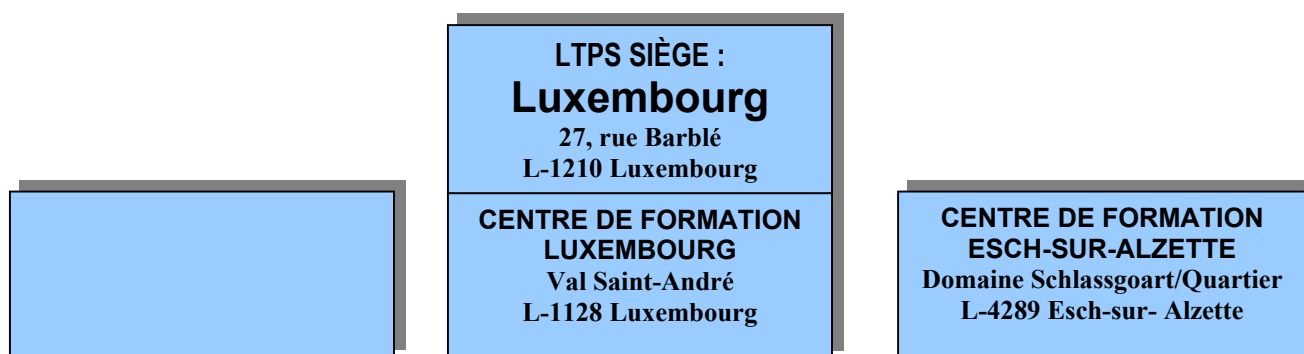 LTPS SIÈGE :
Luxembourg
27, rue Barblé
L-1210 Luxembourg
CENTRE DE FORMATION
LUXEMBOURG
Val Saint-André
L-1128 Luxembourg
CENTRE DE FORMATION
ESCH-SUR-ALZETTE
Domaine Schlassgoart/Quartier
L-4289 Esch-sur- Alzette